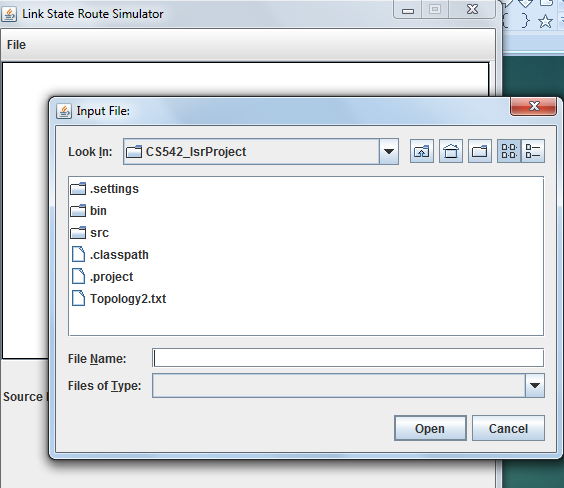 Link State Route Simulator
File
Input File:
Look In: CS542_lsrProject
.settings
bin
src
.classpath
.project
Topology2.txt
File Name:
Files of Type:
Open Cancel
Source